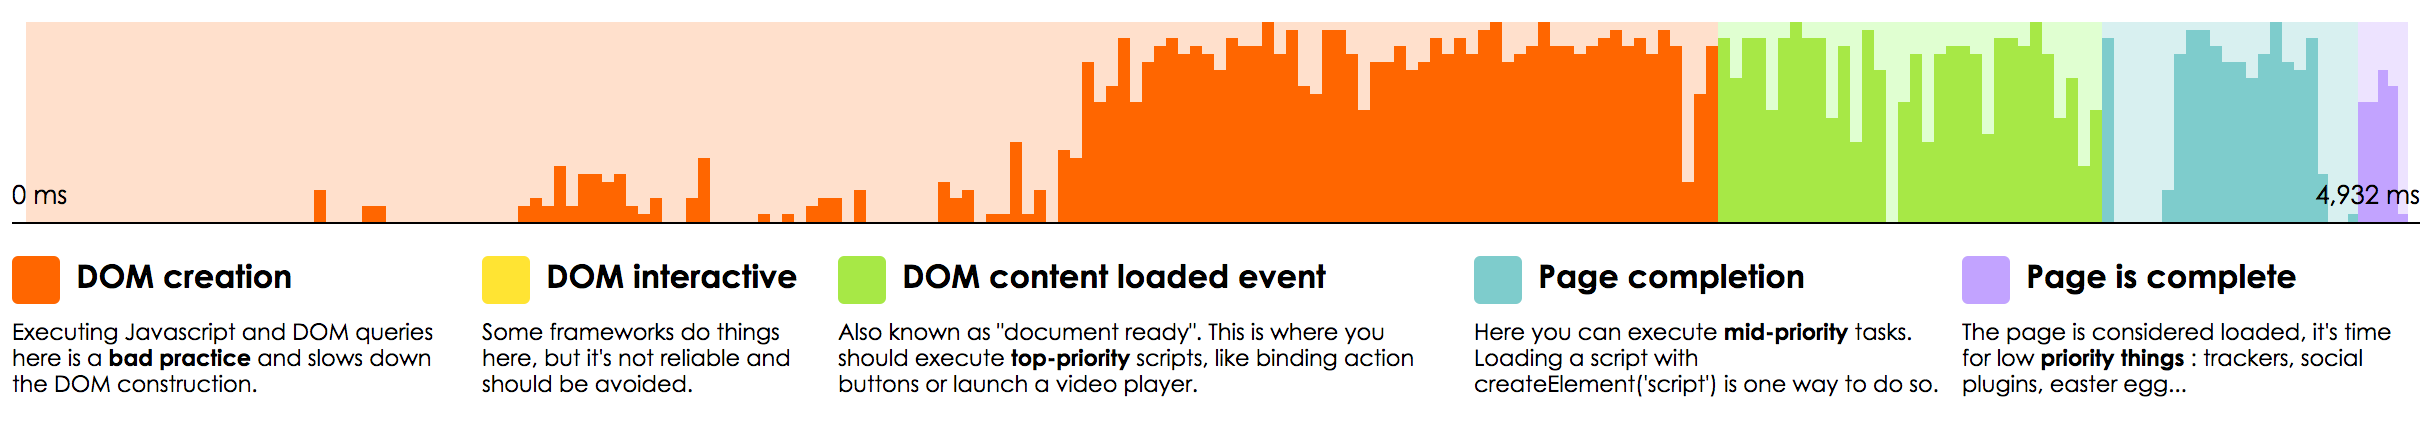 0 ms
4,932 ms
DOM creation
Executing Javascript and DOM queries
here is a bad practice and slows down
the DOM construction.
DOM interactive
Some frameworks do things
here, but it's not reliable and
should be avoided.
DOM content loaded event
Also known as "document ready". This is where you
should execute top-priority scripts, like binding action
buttons or launch a video player.
Page completion
Here you can execute mid-priority tasks.
Loading a script with
createElement('script') is one way to do so.
Page is complete
The page is considered loaded, it's time
for low priority things : trackers, social
plugins, easter egg...